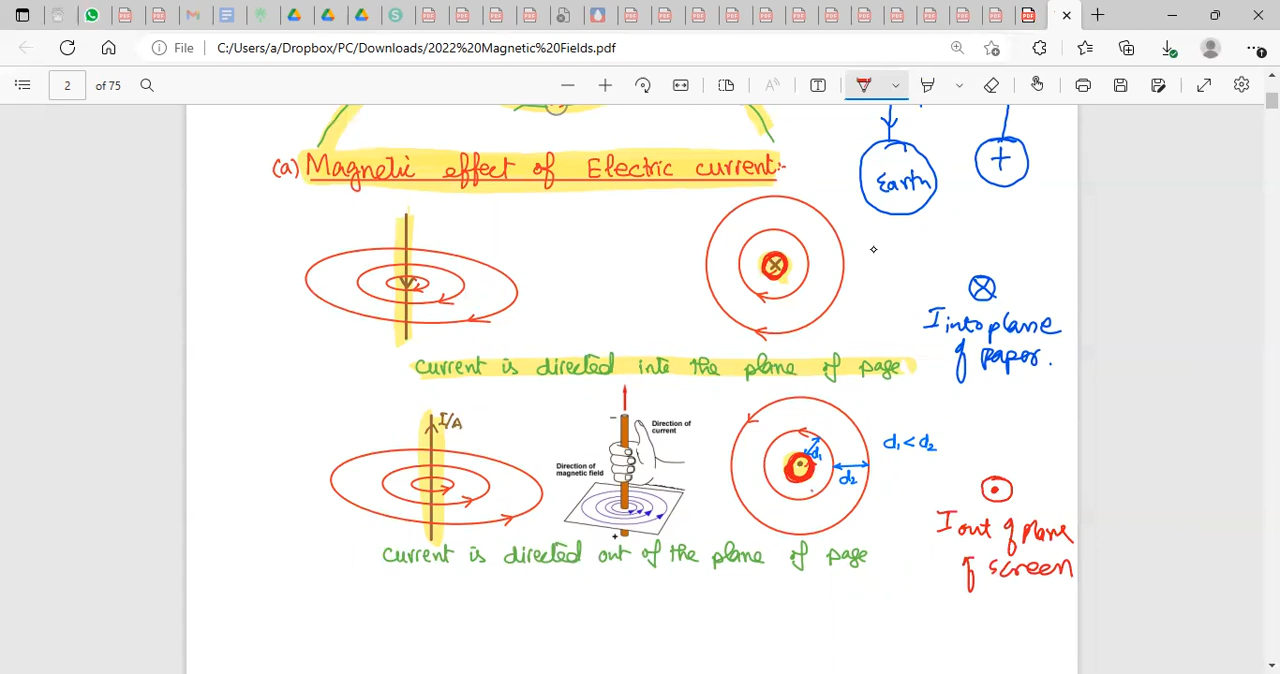 File
C:/Users/a/Dropbox/PC/Downloads/2022%20Magnetic%20Fields.pdf
2 of 75
(a) Magnetic effect of Electric current:-
Earth
+
I into plane
of paper.
current is directed into the plane of page
I/A
Direction of
current
Direction of
magnetic field
d₁
d₂
d₁ < d₂
I out of plane
of screen
current is directed out of the plane of page